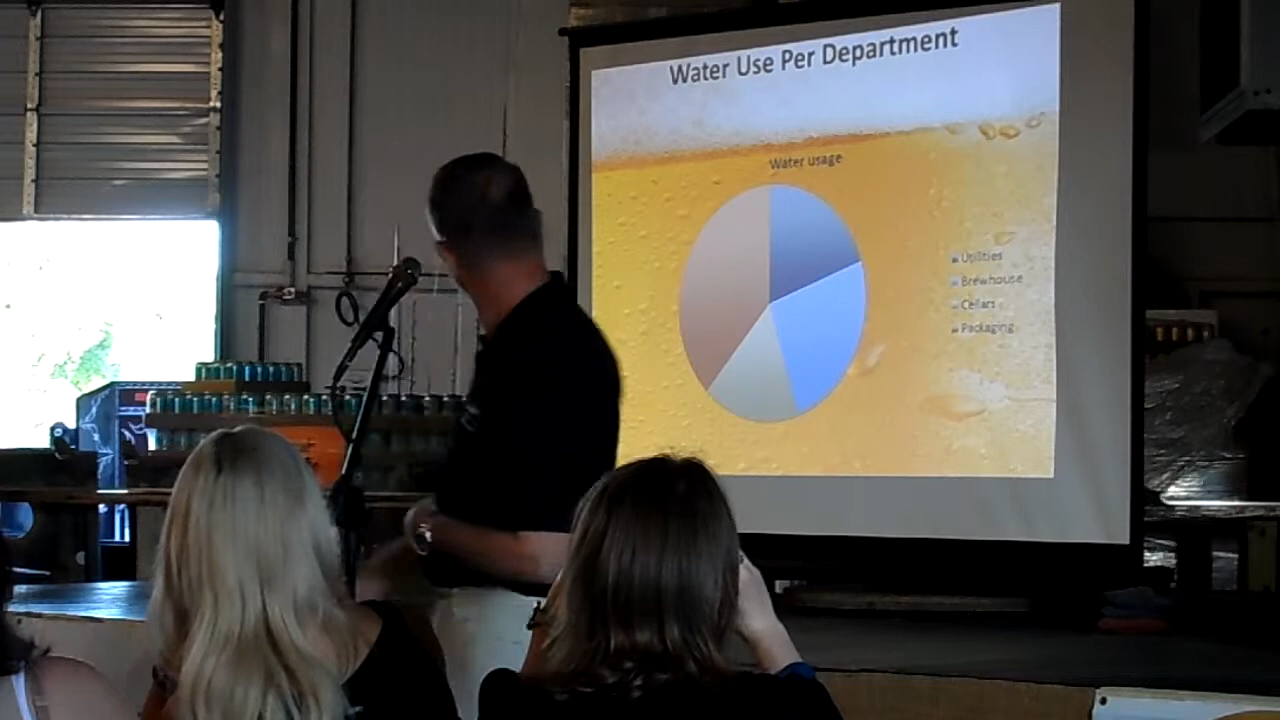 Water Use Per Department
Water usage
Utilities
Brewhouse
Cellars
Packaging